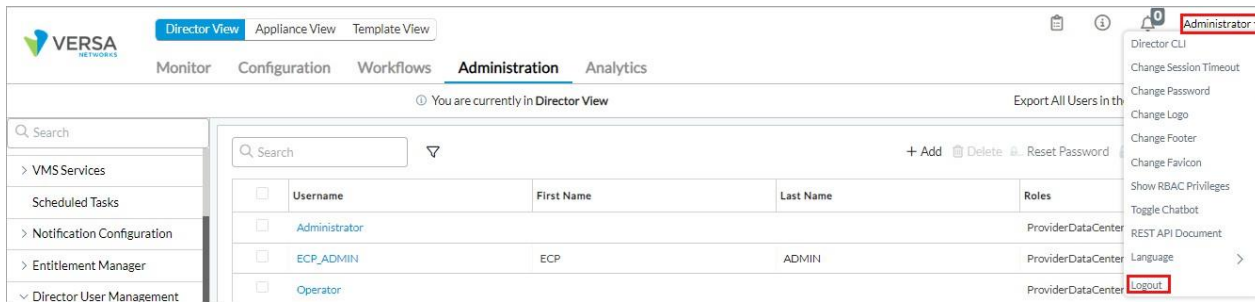 VERSA
NETWORKS
Director View Appliance View Template View
0
Administrator
Monitor Configuration Workflows Administration Analytics
You are currently in Director View
Export All Users in the
Director CLI
Change Session Timeout
Change Password
Change Logo
Change Footer
Change Favicon
Show RBAC Privileges
Toggle Chatbot
REST API Document
Language
Logout
Search
VMS Services
Scheduled Tasks
Notification Configuration
Entitlement Manager
Director User Management
Search
+ Add Delete Reset Password
Username First Name Last Name Roles
Administrator ProviderDataCenter
ECP_ADMIN ECP ADMIN ProviderDataCenter
Operator ProviderDataCenter